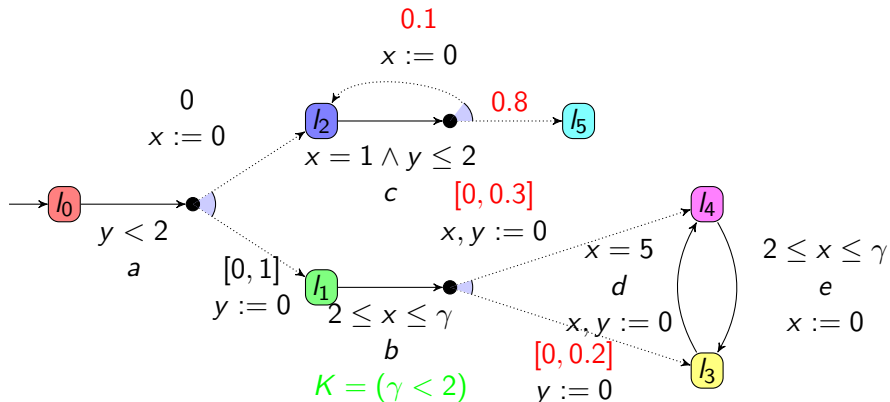 0.1
x := 0
0
x := 0
0.8
l2
l5
x = 1 ∧ y ≤ 2
c
l0
y < 2
a
[0, 0.3]
x, y := 0
l4
[0, 1]
y := 0
l1
2 ≤ x ≤ γ
b
K = (γ < 2)
x = 5
d
x, y := 0
2 ≤ x ≤ γ
e
x := 0
[0, 0.2]
y := 0
l3